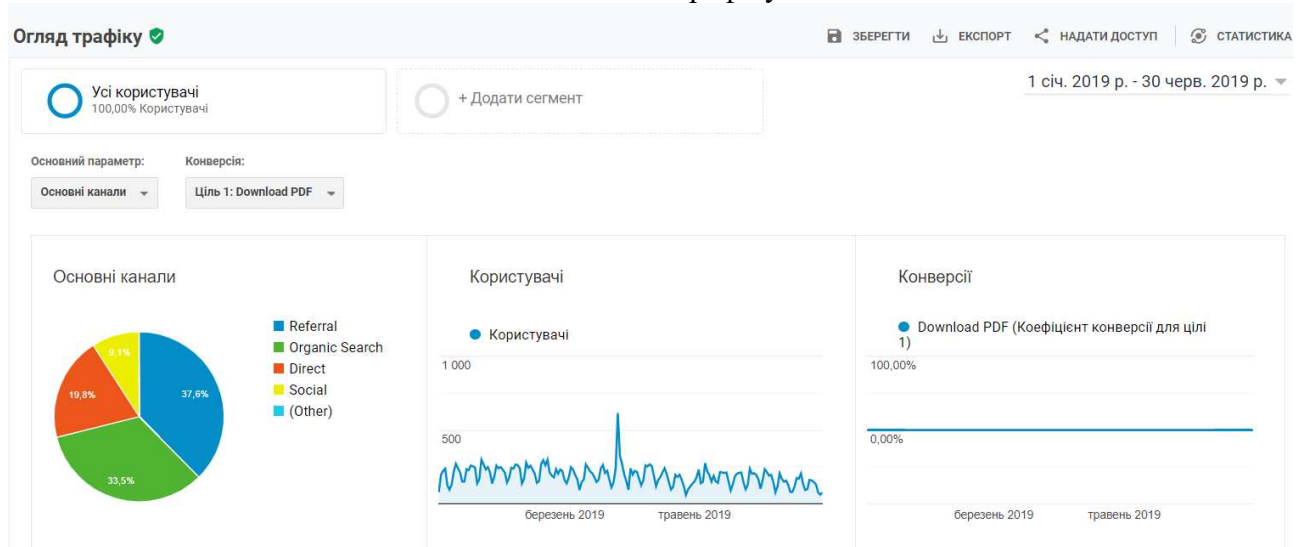 Огляд трафіку
ЗБЕРЕГТИ
ЕКСПОРТ
НАДАТИ ДОСТУП
СТАТИСТИКА
Усі користувачі
100,00% Користувачі
+ Додати сегмент
1 січ. 2019 р. - 30 черв. 2019 р.
Основний параметр:
Конверсія:
Основні канали
Ціль 1: Download PDF
Основні канали
Referral
Organic Search
Direct
Social
(Other)
9,1%
19,8%
37,6%
33,5%
Користувачі
Користувачі
1 000
500
березень 2019
травень 2019
Конверсії
Download PDF (Коефіцієнт конверсії для цілі
1)
100,00%
0,00%
березень 2019
травень 2019